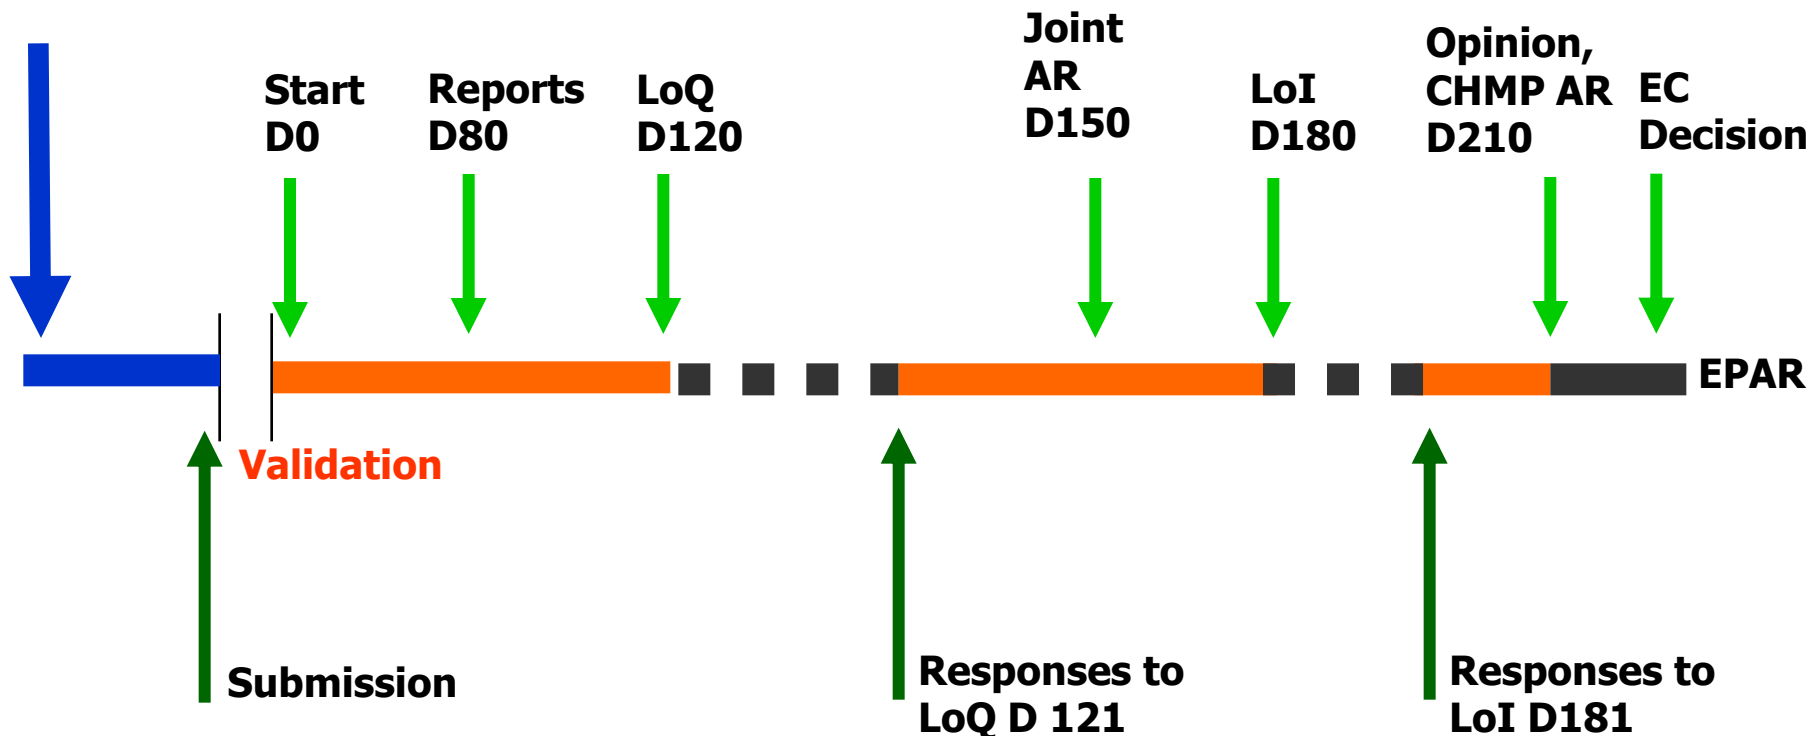 Start
D0
Reports
D80
LoQ
D120
Joint
AR
D150
LoI
D180
Opinion,
CHMP AR
D210
EC
Decision
EPAR
Validation
Submission
Responses to
LoQ D 121
Responses to
LoI D181